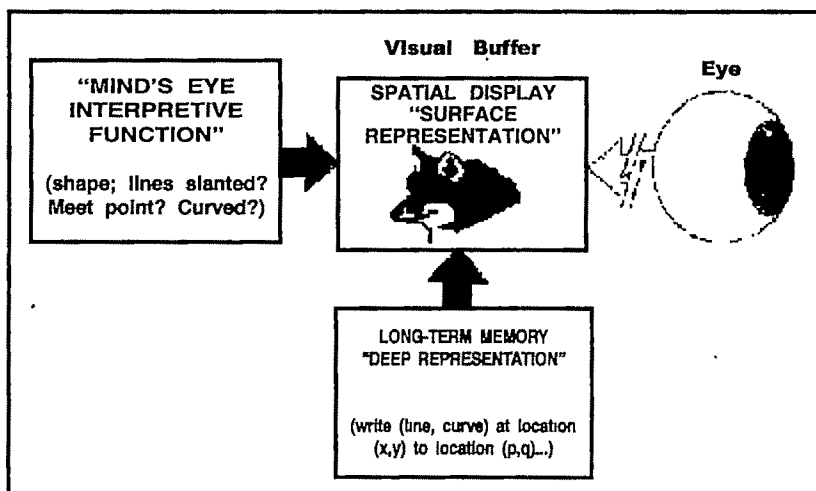 Visual Buffer
Eye
"MIND'S EYE
INTERPRETIVE
FUNCTION"
(shape; lines slanted?
Meet point? Curved?)
SPATIAL DISPLAY
"SURFACE
REPRESENTATION"
LONG-TERM MEMORY
"DEEP REPRESENTATION"
(write (line, curve) at location
(x,y) to location (p,q)...)